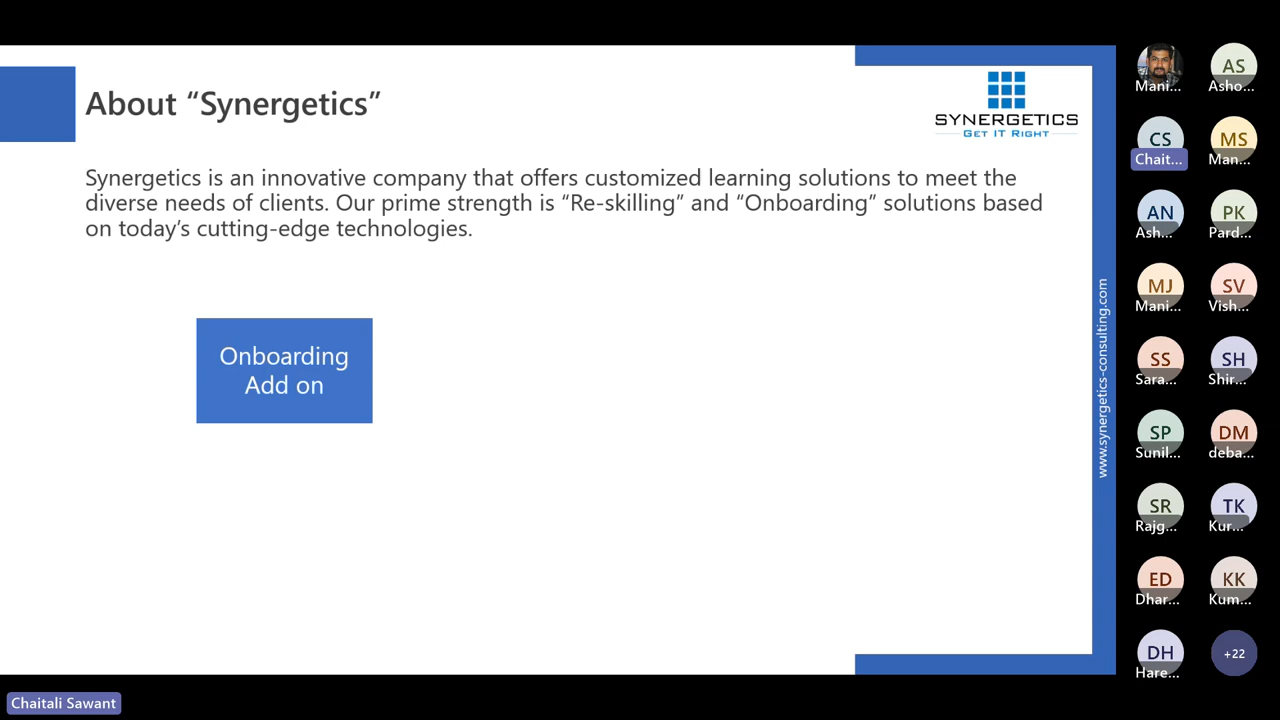 About “Synergetics”
SYNERGETICS
GET IT RIGHT
Synergetics is an innovative company that offers customized learning solutions to meet the
diverse needs of clients. Our prime strength is “Re-skilling” and “Onboarding” solutions based
on today’s cutting-edge technologies.
Onboarding
Add on
www.synergetics-consulting.com
Mani...
AS
Asho...
CS
Chait...
MS
Man...
AN
Ash...
PK
Pard...
MJ
Mani...
SV
Vish...
SS
Sara...
SH
Shir...
SP
Sunil...
DM
deba...
SR
Rajg...
TK
Kur...
ED
Dhar...
KK
Kum...
DH
Hare...
+22
Chaitali Sawant